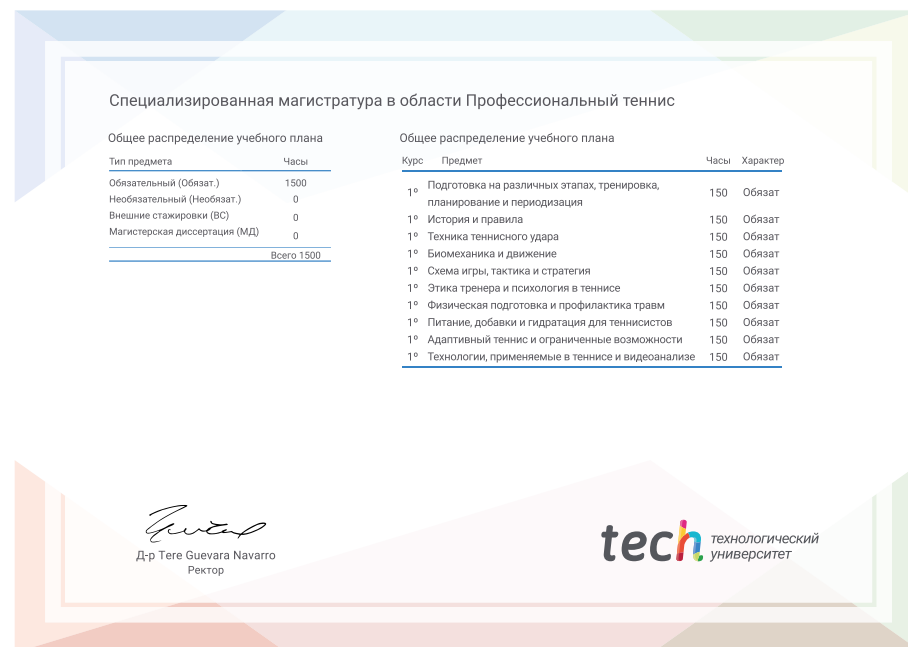 Специализированная магистратура в области Профессиональный теннис
Общее распределение учебного плана
Тип предмета Часы
Обязательный (Обязат.) 1500
Необязательный (Необязат.) 0
Внешние стажировки (ВС) 0
Магистерская диссертация (МД) 0
Всего 1500
Общее распределение учебного плана
Курс Предмет Часы Характер
1º Подготовка на различных этапах, тренировка,
планирование и периодизация 150 Обязат
1º История и правила 150 Обязат
1º Техника теннисного удара 150 Обязат
1º Биомеханика и движение 150 Обязат
1º Схема игры, тактика и стратегия 150 Обязат
1º Этика тренера и психология в теннисе 150 Обязат
1º Физическая подготовка и профилактика травм 150 Обязат
1º Питание, добавки и гидратация для теннисистов 150 Обязат
1º Адаптивный теннис и ограниченные возможности 150 Обязат
1º Технологии, применяемые в теннисе и видеоанализе 150 Обязат
Д-р Tere Guevara Navarro
Ректор
tech технологический
университет